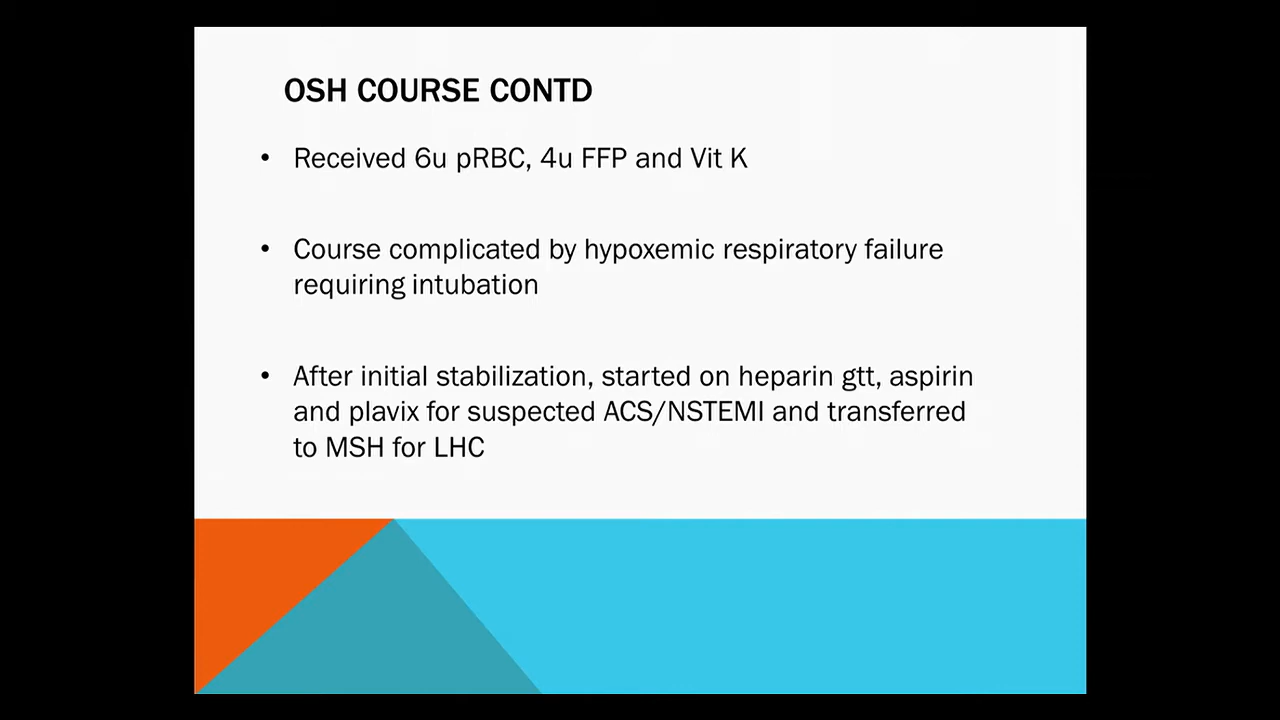 OSH COURSE CONTD
• Received 6u pRBC, 4u FFP and Vit K
• Course complicated by hypoxemic respiratory failure
requiring intubation
• After initial stabilization, started on heparin gtt, aspirin
and plavix for suspected ACS/NSTEMI and transferred
to MSH for LHC